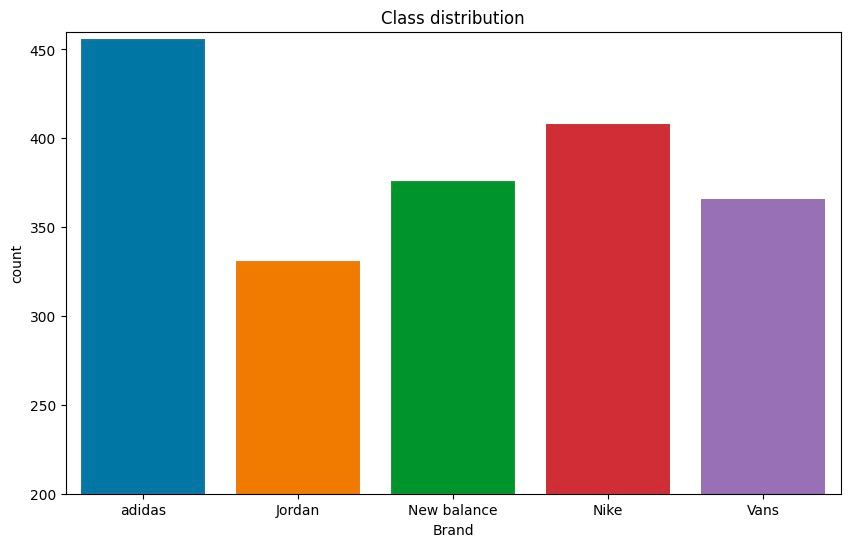 Class distribution
450
400
350
300
250
200
count
adidas
Jordan
New balance
Nike
Vans
Brand